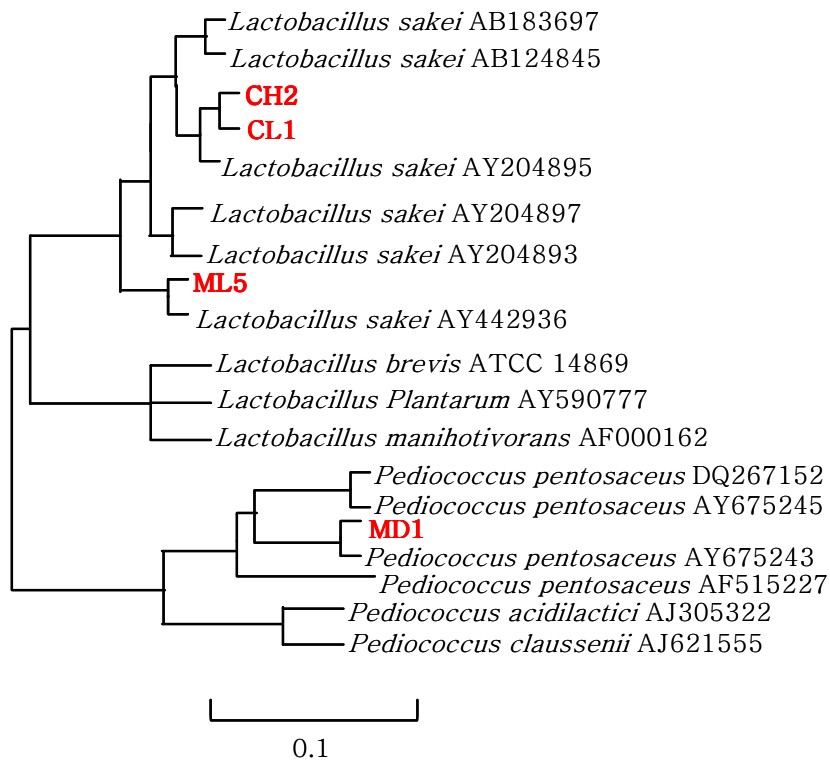 Lactobacillus sakei AB183697
Lactobacillus sakei AB124845
CH2
CL1
Lactobacillus sakei AY204895
Lactobacillus sakei AY204897
Lactobacillus sakei AY204893
ML5
Lactobacillus sakei AY442936
Lactobacillus brevis ATCC 14869
Lactobacillus Plantarum AY590777
Lactobacillus manihotivorans AF000162
Pediococcus pentosaceus DQ267152
Pediococcus pentosaceus AY675245
MD1
Pediococcus pentosaceus AY675243
Pediococcus pentosaceus AF515227
Pediococcus acidilactici AJ305322
Pediococcus claussenii AJ621555
0.1